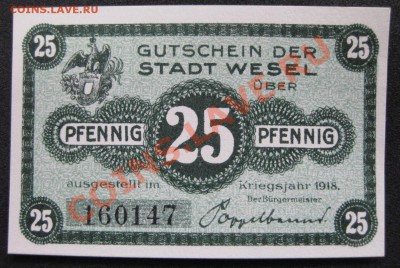 COINS.LAVE.RU
25 GUTSCHEIN DER 25
STADT WESEL
ÜBER
PFENNIG 25 PFENNIG
ausgestellt im Kriegsjahr 1918.
Der Bürgermeister
25 160147 Poppelbaum 25
COINS.LAVE.RU